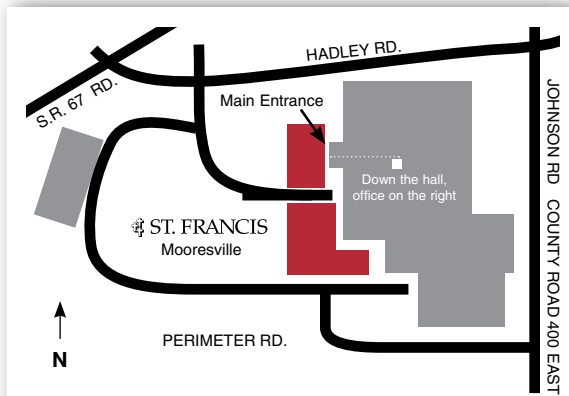 HADLEY RD.
S.R. 67 RD.
Main Entrance
JOHNSON RD COUNTY ROAD 400 EAST
Down the hall,
office on the right
ST. FRANCIS
Mooresville
PERIMETER RD.
N